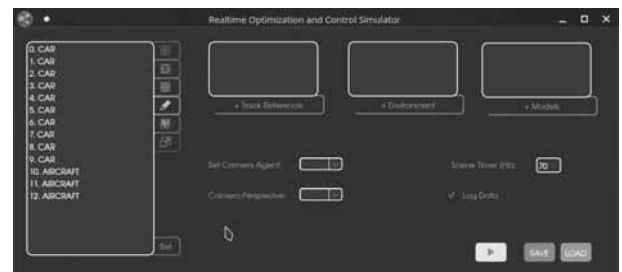 Realtime Optimization and Control Simulator
0. CAR
1. CAR
2. CAR
3. CAR
4. CAR
5. CAR
6. CAR
7. CAR
8. CAR
9. CAR
10. AIRCRAFT
11. AIRCRAFT
12. AIRCRAFT
Set
+ Track Reference
+ Environment
+ Models
Set Camera Agent:
Scene Timer (Hz):
70
Camera Perspective:
✓ Log Data
SAVE
LOAD